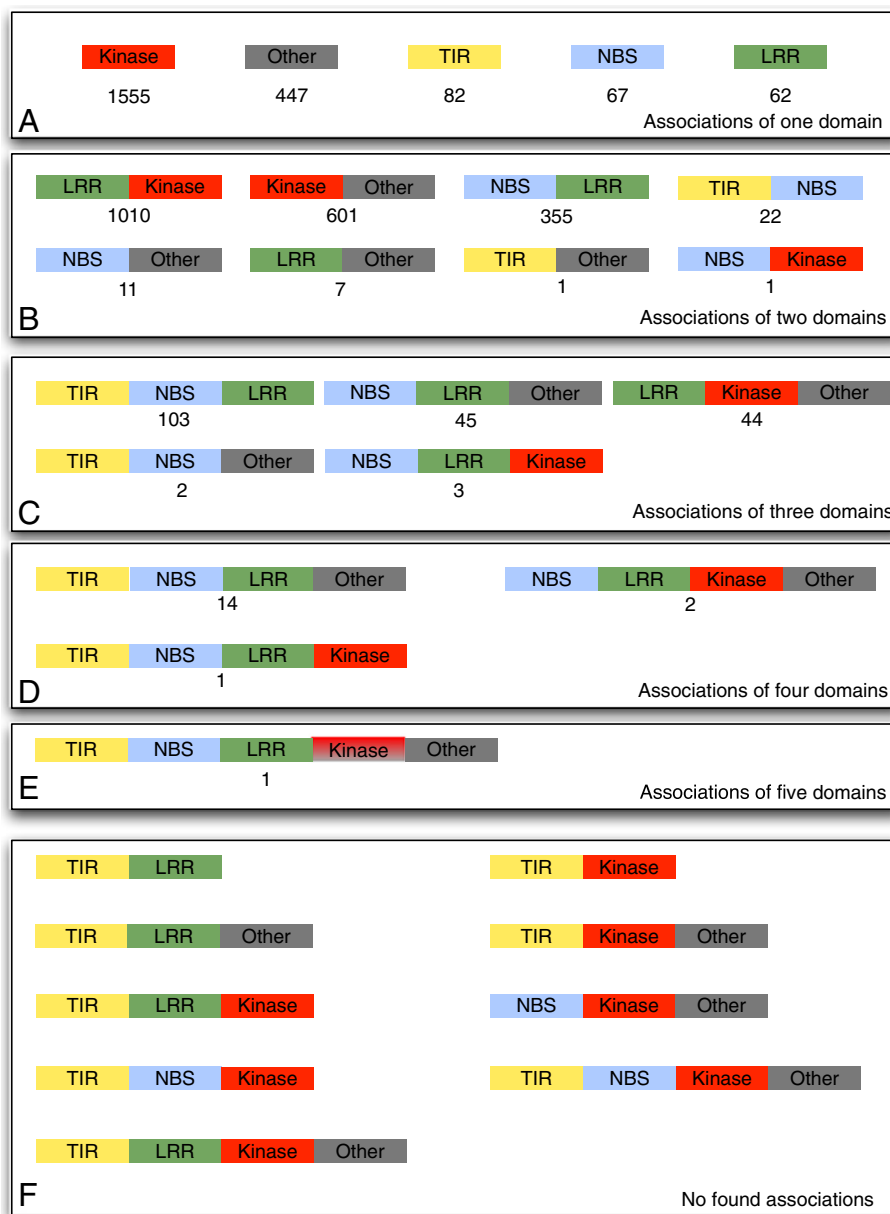 Kinase Other TIR NBS LRR
1555 447 82 67 62
A Associations of one domain
LRR Kinase Kinase Other NBS LRR TIR NBS
1010 601 355 22
NBS Other LRR Other TIR Other NBS Kinase
11 7 1 1
B Associations of two domains
TIR NBS LRR NBS LRR Other LRR Kinase Other
103 45 44
TIR NBS Other NBS LRR Kinase
2 3
C Associations of three domains
TIR NBS LRR Other NBS LRR Kinase Other
14 2
TIR NBS LRR Kinase
1
D Associations of four domains
TIR NBS LRR Kinase Other
1
E Associations of five domains
TIR LRR TIR Kinase
TIR LRR Other TIR Kinase Other
TIR LRR Kinase NBS Kinase Other
TIR NBS Kinase TIR NBS Kinase Other
TIR LRR Kinase Other
F No found associations